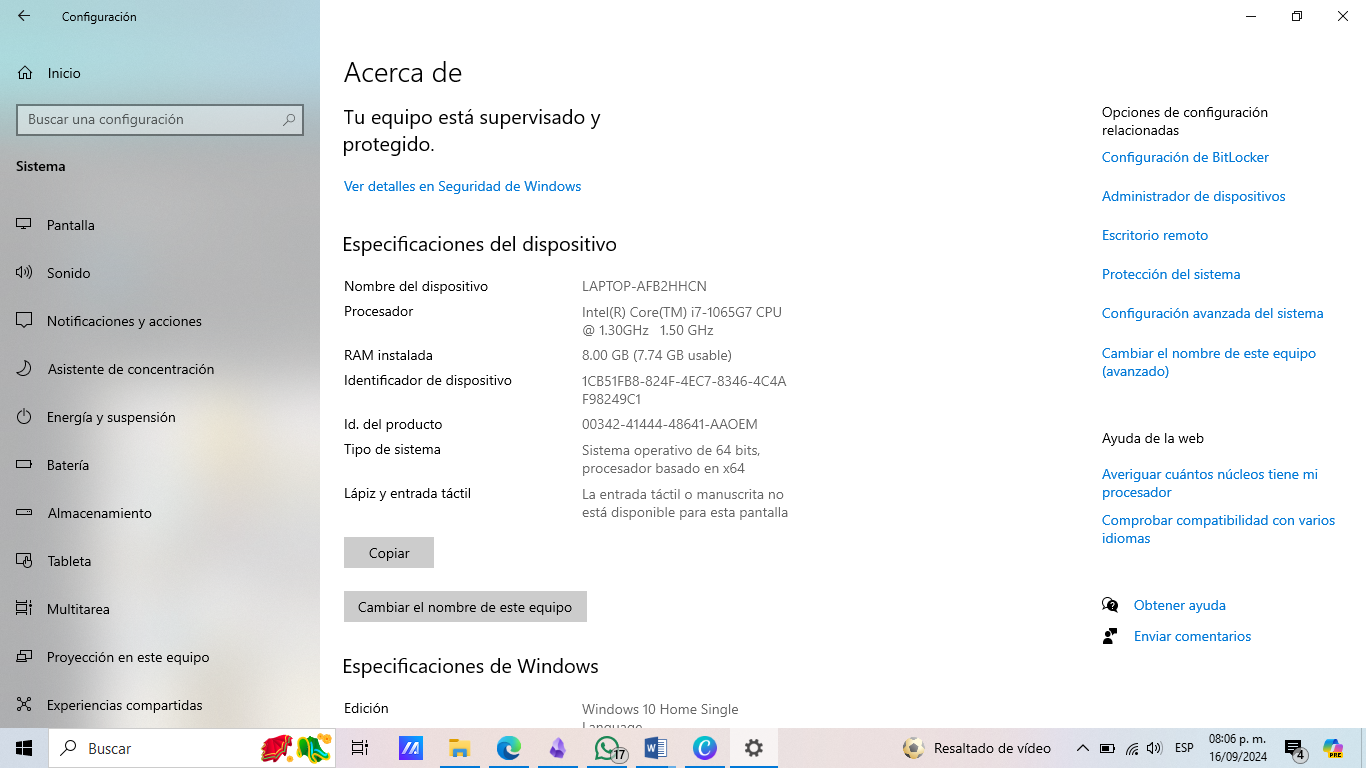 Configuración
Inicio
Buscar una configuración
Sistema
Pantalla
Sonido
Notificaciones y acciones
Asistente de concentración
Energía y suspensión
Batería
Almacenamiento
Tableta
Multitarea
Proyección en este equipo
Experiencias compartidas
Acerca de
Tu equipo está supervisado y
protegido.
Ver detalles en Seguridad de Windows
Especificaciones del dispositivo
Nombre del dispositivo LAPTOP-AFB2HHCN
Procesador Intel(R) Core(TM) i7-1065G7 CPU
@ 1.30GHz 1.50 GHz
RAM instalada 8.00 GB (7.74 GB usable)
Identificador de dispositivo 1CB51FB8-824F-4EC7-8346-4C4A
F98249C1
Id. del producto 00342-41444-48641-AAOEM
Tipo de sistema Sistema operativo de 64 bits,
procesador basado en x64
Lápiz y entrada táctil La entrada táctil o manuscrita no
está disponible para esta pantalla
Copiar
Cambiar el nombre de este equipo
Especificaciones de Windows
Edición Windows 10 Home Single
Language
Opciones de configuración
relacionadas
Configuración de BitLocker
Administrador de dispositivos
Escritorio remoto
Protección del sistema
Configuración avanzada del sistema
Cambiar el nombre de este equipo
(avanzado)
Ayuda de la web
Averiguar cuántos núcleos tiene mi
procesador
Comprobar compatibilidad con varios
idiomas
Obtener ayuda
Enviar comentarios
Buscar
17
W
C
Resaltado de vídeo
ESP
08:06 p. m.
16/09/2024
4
PRE